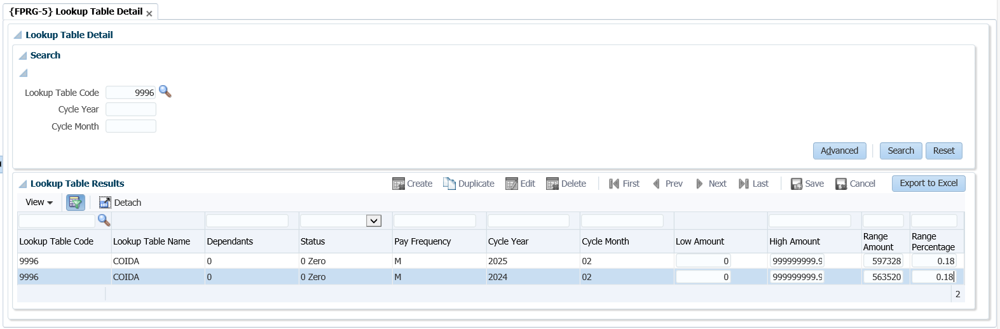 {FPRG-5} Lookup Table Detail
Lookup Table Detail
Search
Lookup Table Code 9996
Cycle Year
Cycle Month
Advanced Search Reset
Lookup Table Results Create Duplicate Edit Delete First Prev Next Last Save Cancel Export to Excel
View Detach
Lookup Table Code Lookup Table Name Dependants Status Pay Frequency Cycle Year Cycle Month Low Amount High Amount Range Amount Range Percentage
9996 COIDA 0 0 Zero M 2025 02 0 999999999.9 597328 0.18
9996 COIDA 0 0 Zero M 2024 02 0 999999999.9 563520 0.18
2